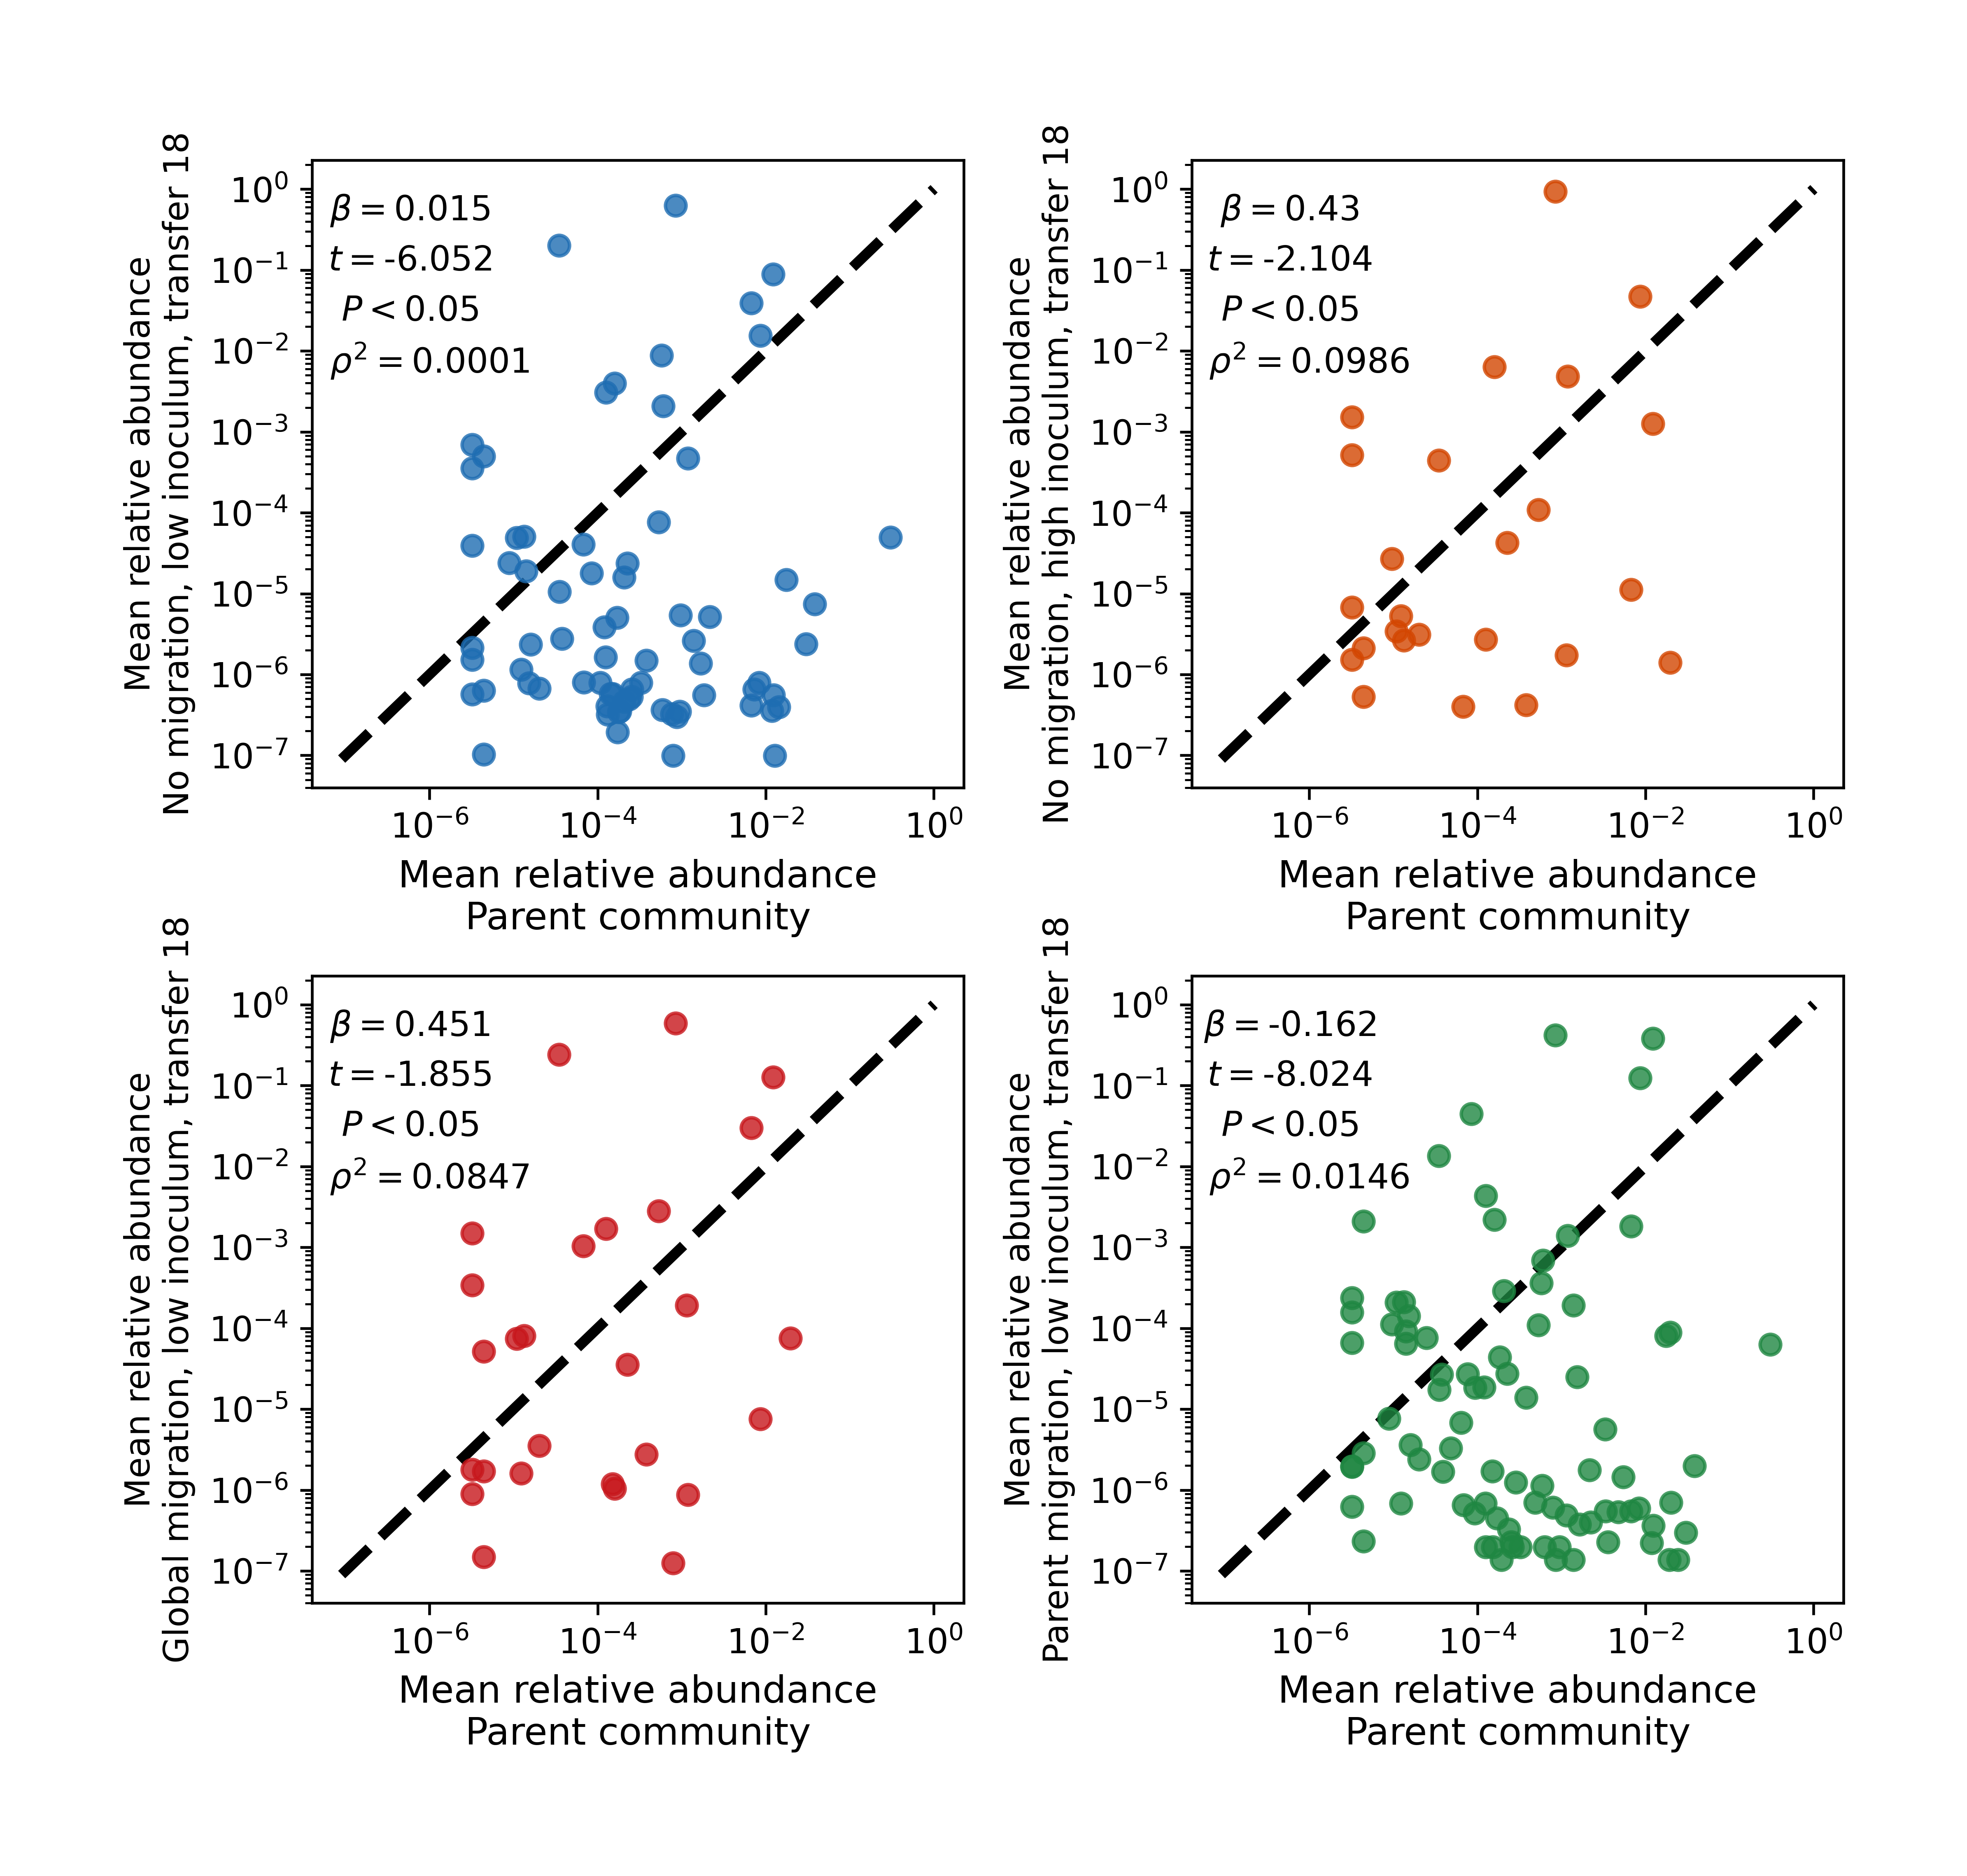 Mean relative abundance
No migration, low inoculum, transfer 18
10⁰
10⁻¹
10⁻²
10⁻³
10⁻⁴
10⁻⁵
10⁻⁶
10⁻⁷
β = 0.015
t = -6.052
P < 0.05
ρ² = 0.0001
10⁻⁶ 10⁻⁴ 10⁻² 10⁰
Mean relative abundance
Parent community
Mean relative abundance
No migration, high inoculum, transfer 18
10⁰
10⁻¹
10⁻²
10⁻³
10⁻⁴
10⁻⁵
10⁻⁶
10⁻⁷
β = 0.43
t = -2.104
P < 0.05
ρ² = 0.0986
10⁻⁶ 10⁻⁴ 10⁻² 10⁰
Mean relative abundance
Parent community
Mean relative abundance
Global migration, low inoculum, transfer 18
10⁰
10⁻¹
10⁻²
10⁻³
10⁻⁴
10⁻⁵
10⁻⁶
10⁻⁷
β = 0.451
t = -1.855
P < 0.05
ρ² = 0.0847
10⁻⁶ 10⁻⁴ 10⁻² 10⁰
Mean relative abundance
Parent community
Mean relative abundance
Parent migration, low inoculum, transfer 18
10⁰
10⁻¹
10⁻²
10⁻³
10⁻⁴
10⁻⁵
10⁻⁶
10⁻⁷
β = -0.162
t = -8.024
P < 0.05
ρ² = 0.0146
10⁻⁶ 10⁻⁴ 10⁻² 10⁰
Mean relative abundance
Parent community